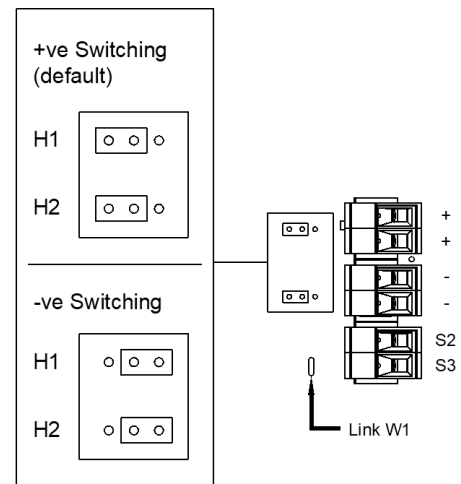 +ve Switching
(default)
H1
H2
-ve Switching
H1
H2
+
+
-
-
S2
S3
Link W1